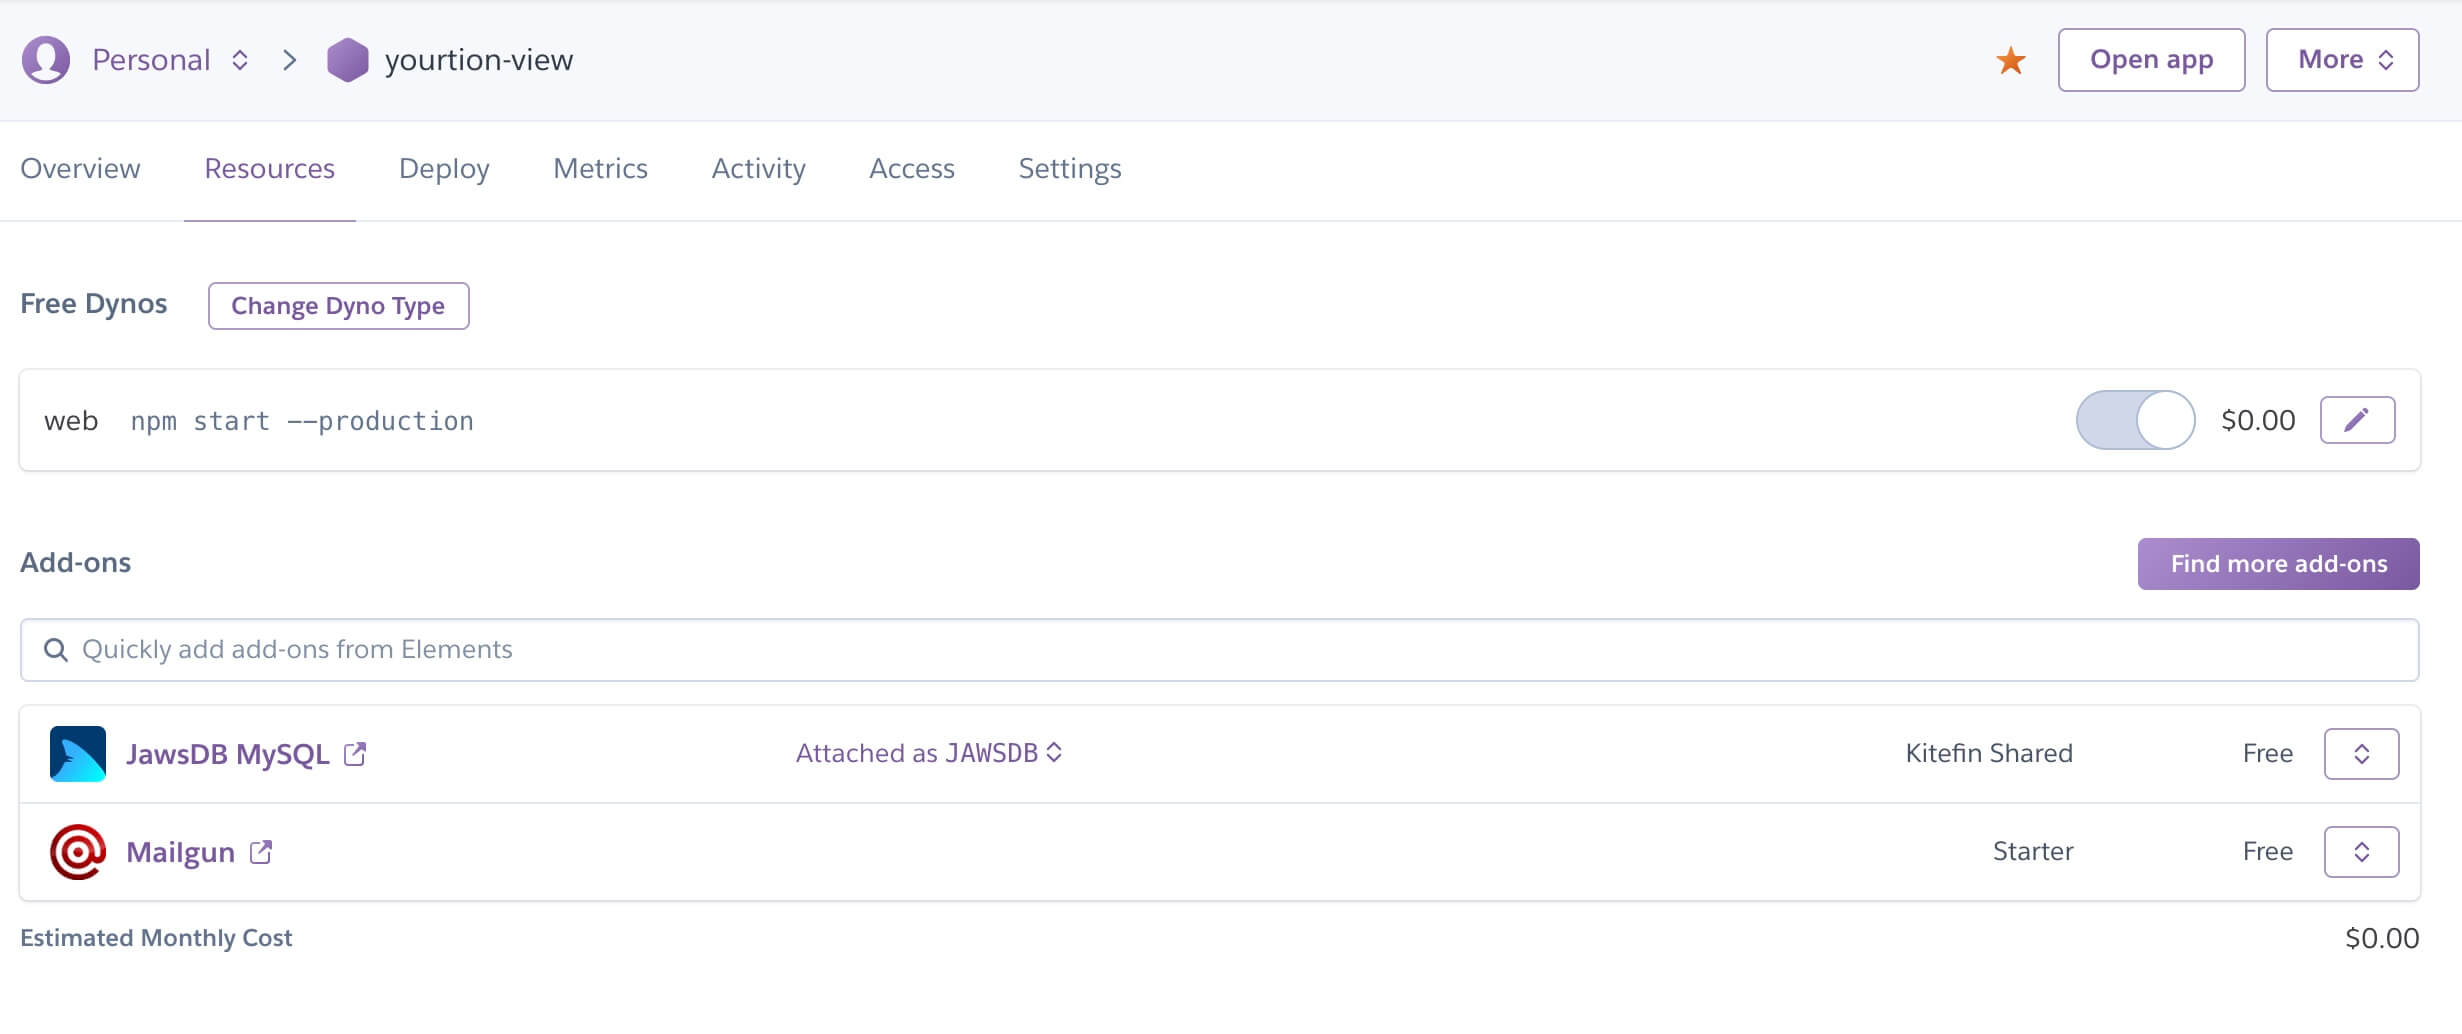 Personal yourtion-view Open app More
Overview Resources Deploy Metrics Activity Access Settings
Free Dynos Change Dyno Type
web npm start --production $0.00
Add-ons Find more add-ons
Quickly add add-ons from Elements
JawsDB MySQL Attached as JAWSDB Kitefin Shared Free
Mailgun Starter Free
Estimated Monthly Cost $0.00